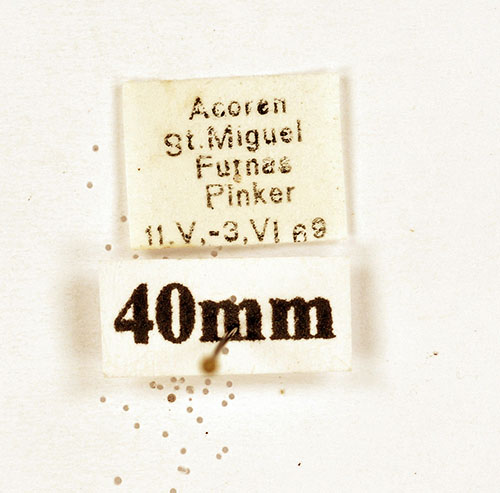 Acoren
St.Miguel
Furnas
Pinker
11.V,-3,VI 69
40mm